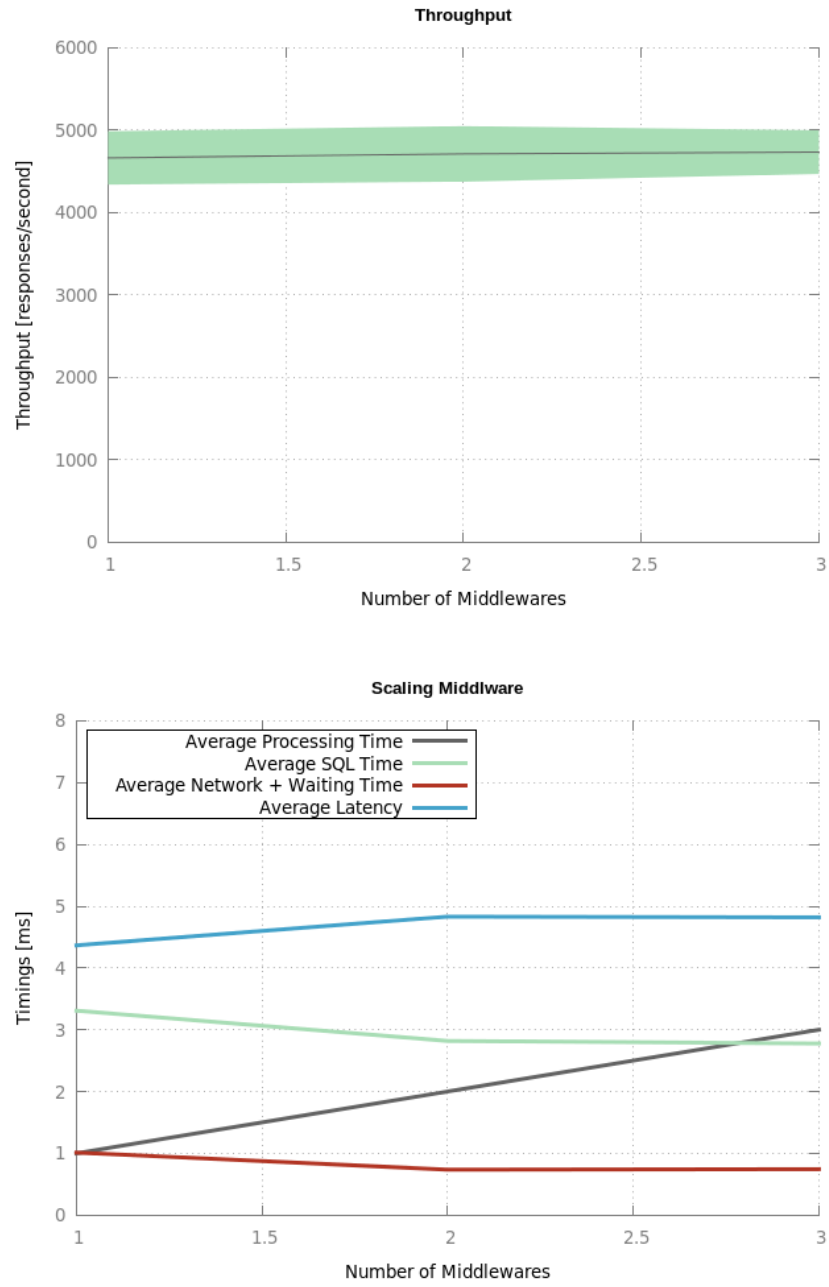 Throughput
6000
5000
4000
3000
2000
1000
0
Throughput [responses/second]
1 1.5 2 2.5 3
Number of Middlewares
Scaling Middlware
8
7
6
5
4
3
2
1
0
Timings [ms]
Average Processing Time
Average SQL Time
Average Network + Waiting Time
Average Latency
1 1.5 2 2.5 3
Number of Middlewares